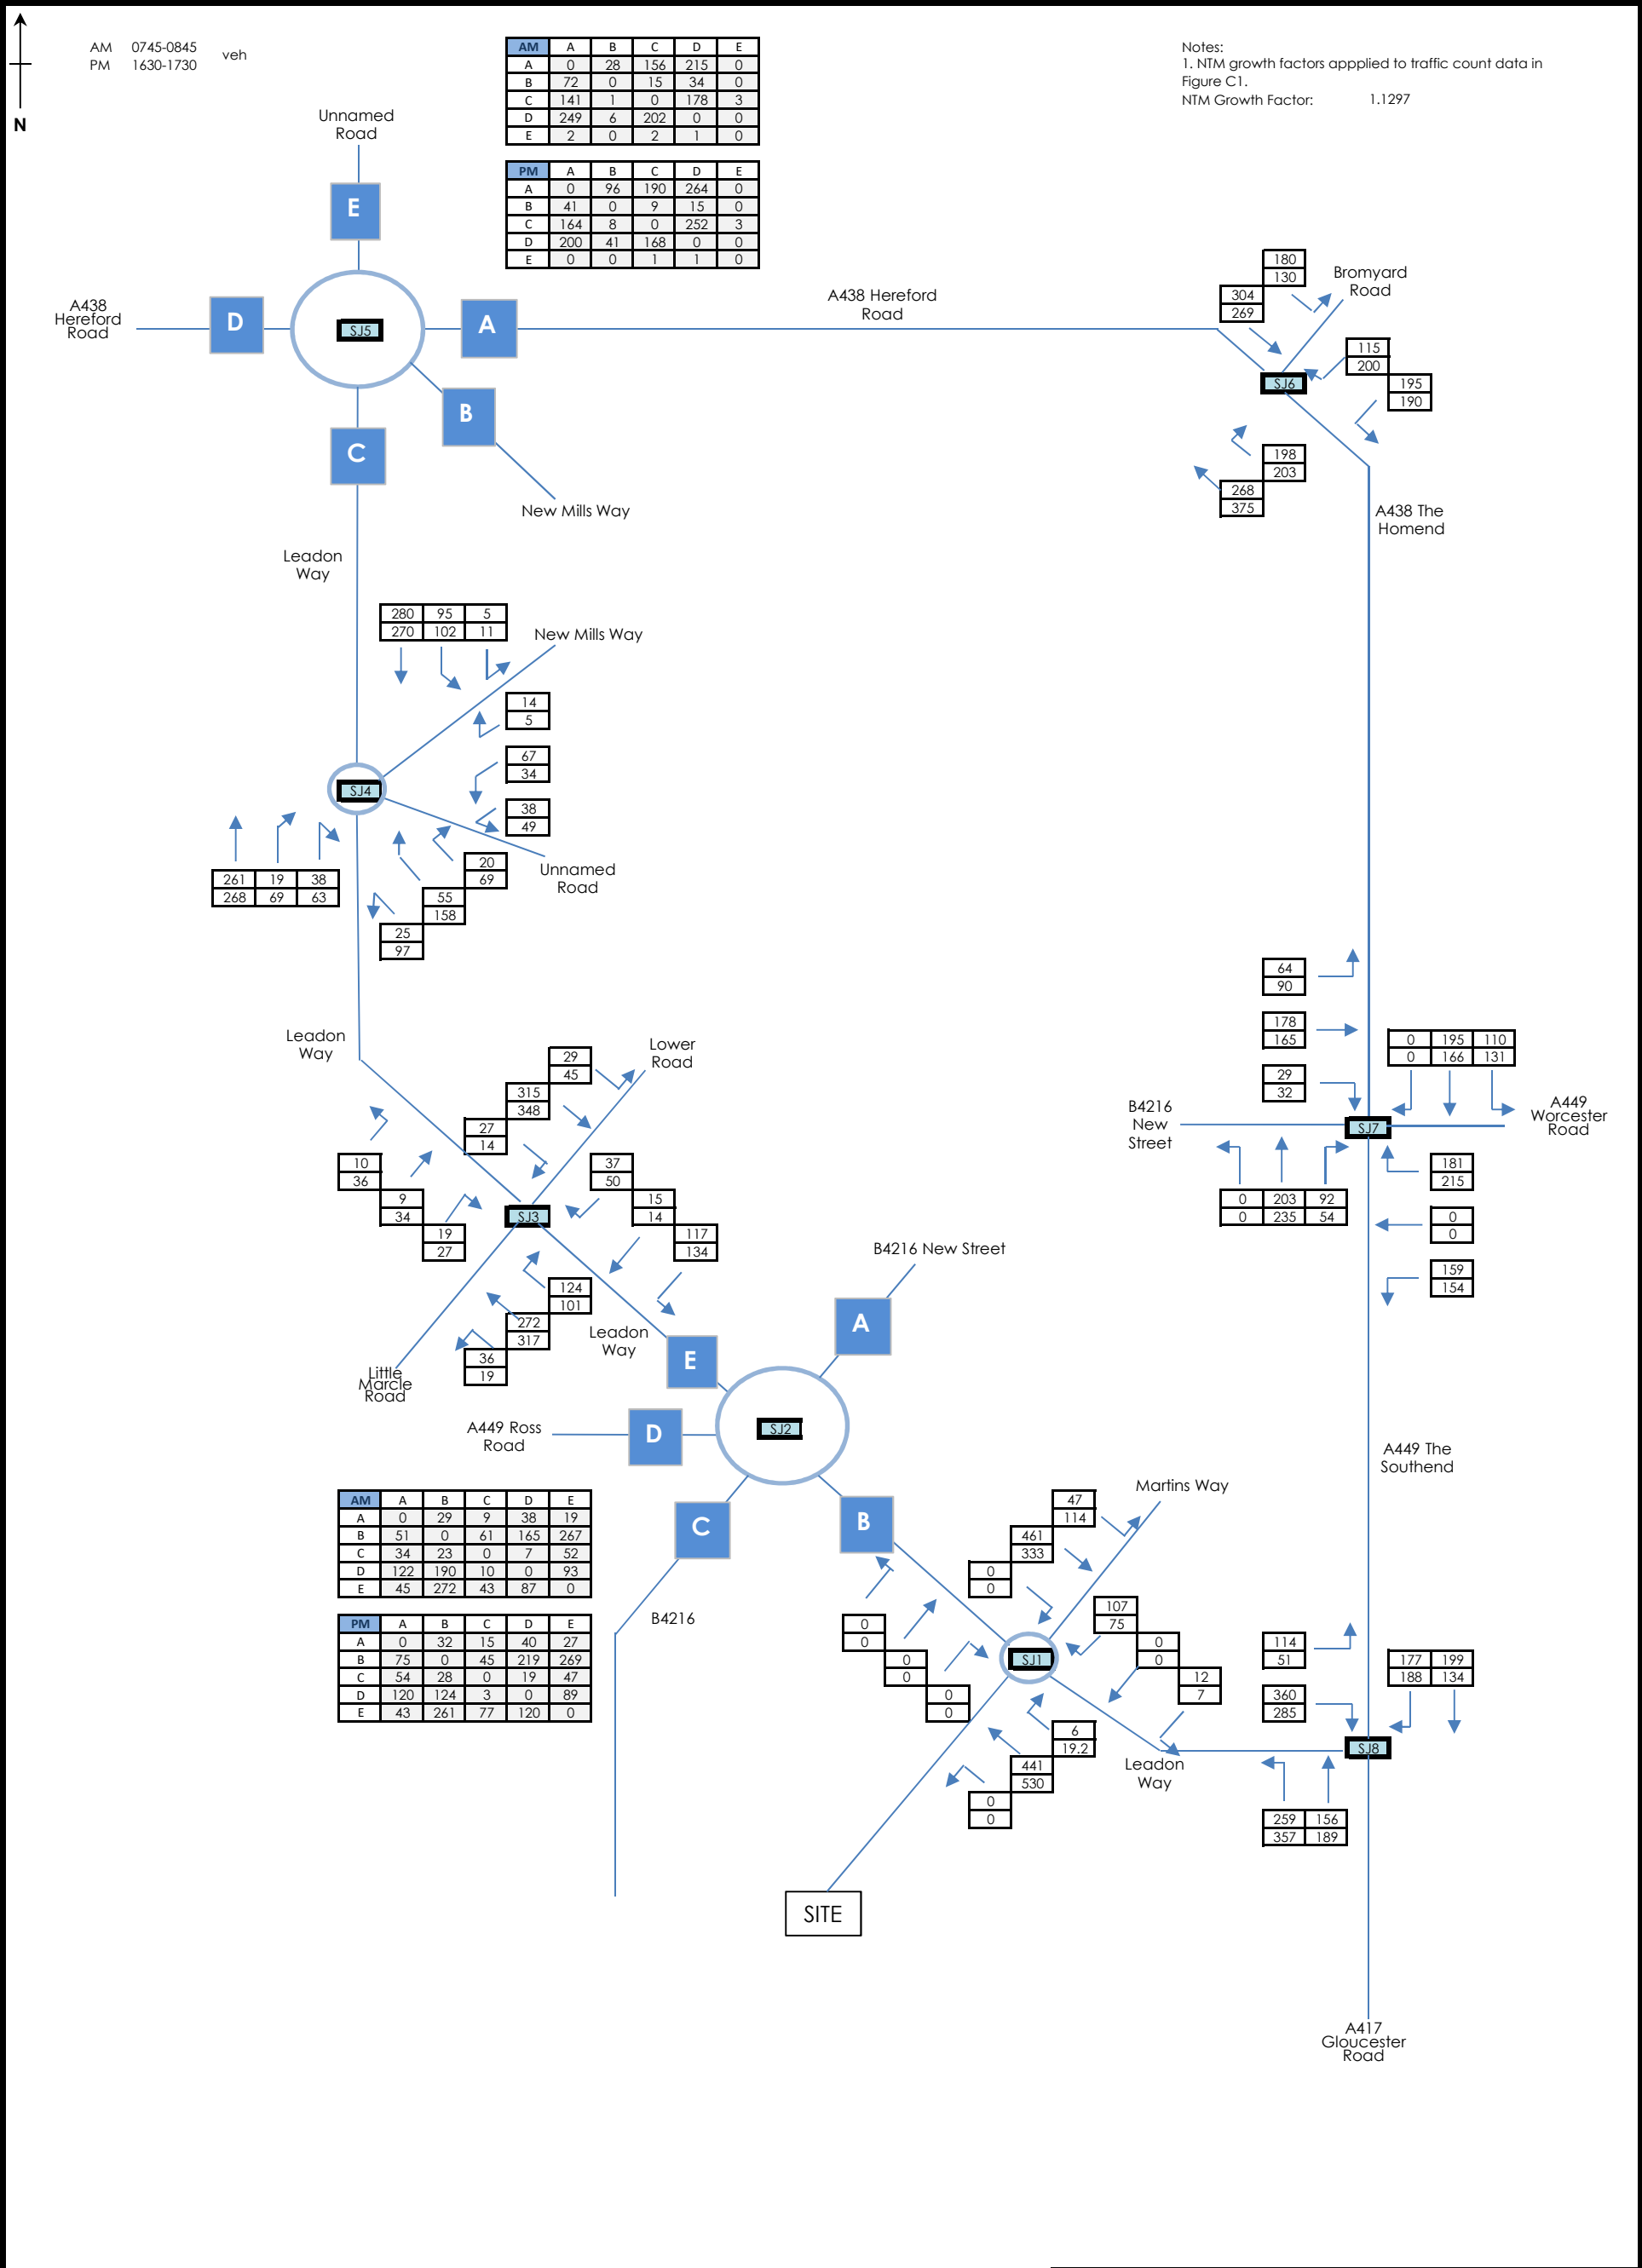 AM 0745-0845
PM 1630-1730
veh
N
AM A B C D E
A 0 28 156 215 0
B 72 0 15 34 0
C 141 1 0 178 3
D 249 6 202 0 0
E 2 0 2 1 0
PM A B C D E
A 0 96 190 264 0
B 41 0 9 15 0
C 164 8 0 252 3
D 200 41 168 0 0
E 0 0 1 1 0
Notes:
1. NTM growth factors appplied to traffic count data in
Figure C1.
NTM Growth Factor: 1.1297
Unnamed
Road
E
A438
Hereford
Road
D
SJ5
A
B
C
New Mills Way
A438 Hereford
Road
180
130
304
269
Bromyard
Road
115
200
195
190
SJ6
198
203
268
375
A438 The
Homend
Leadon
Way
280 95 5
270 102 11
New Mills Way
14
5
67
34
38
49
SJ4
Unnamed
Road
261 19 38
268 69 63
20
69
55
158
25
97
Leadon
Way
Lower
Road
29
45
315
348
27
14
10
36
9
34
19
27
37
50
15
14
117
134
SJ3
124
101
272
317
36
19
Leadon
Way
Little
Marcle
Road
64
90
178
165
29
32
0 195 110
0 166 131
B4216
New
Street
SJ7
A449
Worcester
Road
0 203 92
0 235 54
181
215
0
0
159
154
B4216 New Street
A
E
A449 Ross
Road
D
SJ2
C
B
A449 The
Southend
AM A B C D E
A 0 29 9 38 19
B 51 0 61 165 267
C 34 23 0 7 52
D 122 190 10 0 93
E 45 272 43 87 0
PM A B C D E
A 0 32 15 40 27
B 75 0 45 219 269
C 54 28 0 19 47
D 120 124 3 0 89
E 43 261 77 120 0
B4216
Martins Way
47
114
461
333
0
0
0
0
0
0
0
0
107
75
0
0
12
7
SJ1
6
19.2
441
530
0
0
Leadon
Way
114
51
360
285
177 199
188 134
SJ8
259 156
357 189
SITE
A417
Gloucester
Road